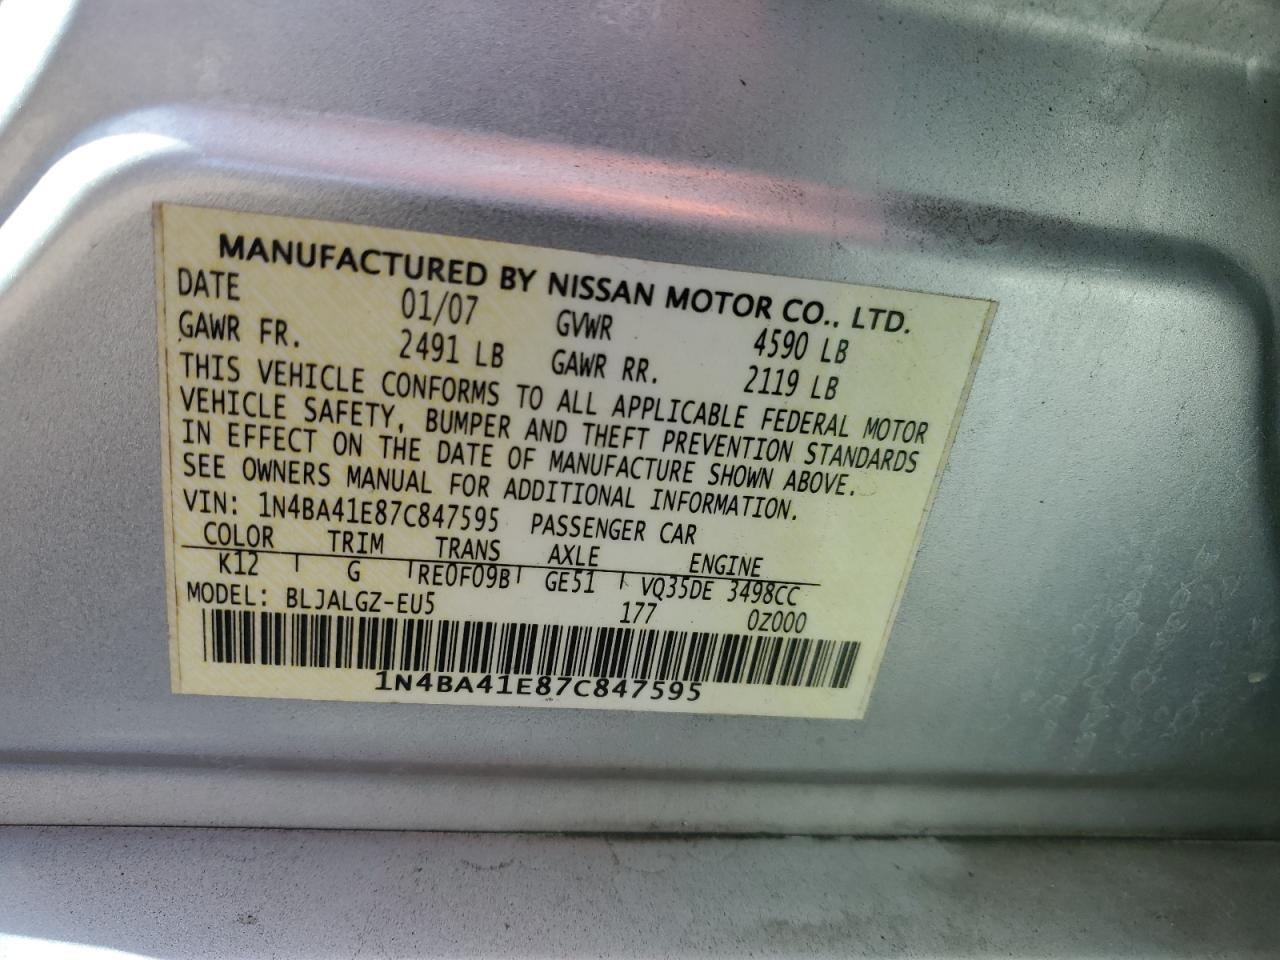 MANUFACTURED BY NISSAN MOTOR CO., LTD.
DATE 01/07 GVWR 4590 LB
GAWR FR. 2491 LB GAWR RR. 2119 LB
THIS VEHICLE CONFORMS TO ALL APPLICABLE FEDERAL MOTOR
VEHICLE SAFETY, BUMPER AND THEFT PREVENTION STANDARDS
IN EFFECT ON THE DATE OF MANUFACTURE SHOWN ABOVE.
SEE OWNERS MANUAL FOR ADDITIONAL INFORMATION.
VIN: 1N4BA41E87C847595 PASSENGER CAR
COLOR TRIM TRANS AXLE ENGINE
K12 G RE0F09B GE51 VQ35DE 3498CC
MODEL: BLJALGZ-EU5 177 0Z000
1N4BA41E87C847595